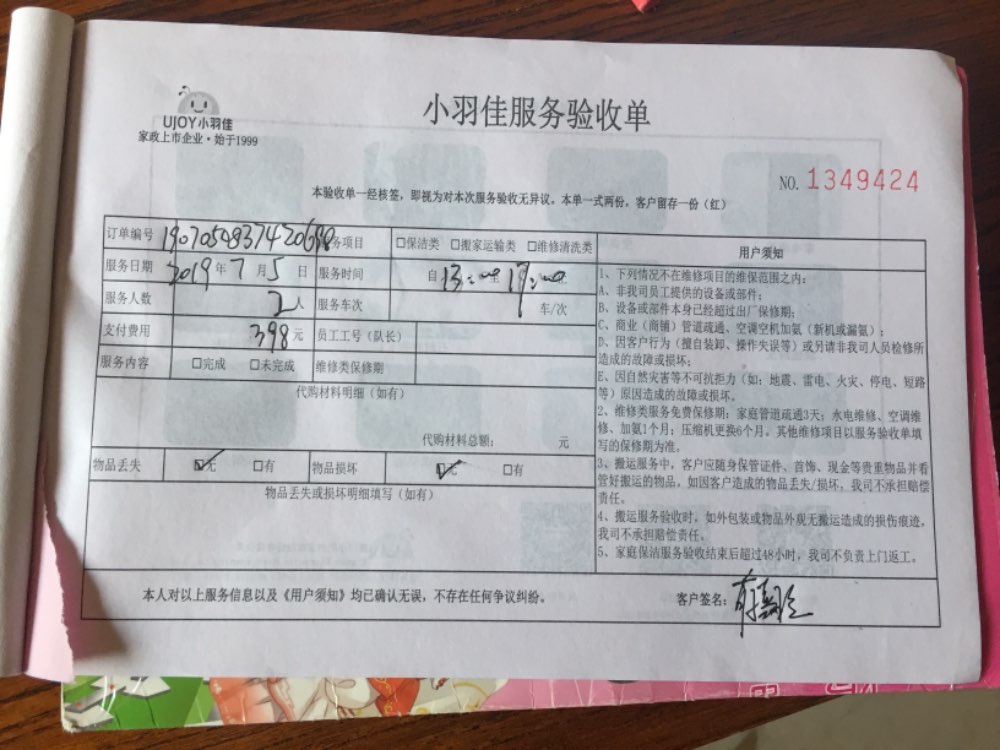 UJOY小羽佳
家政上市企业·始于1999
小羽佳服务验收单
NO. 1349424
本验收单一经核签，即视为对本次服务验收无异议。本单一式两份，客户留存一份（红）
订单编号 务项目 □保洁类 □搬家运输类 □维修清洗类
服务日期 2019年7月5日 服务时间 自13:00至17:00
服务人数 2人 服务车次 车/次
支付费用 398元 员工工号（队长）
服务内容 □完成 □未完成 维修类保修期
代购材料明细（如有）
代购材料总额： 元
物品丢失 ☑无 □有 物品损坏 ☑无 □有
物品丢失或损坏明细填写（如有）
用户须知
1、下列情况不在维修项目的维保范围之内：
A、非我司员工提供的设备或部件；
B、设备或部件本身已经超过出厂保修期；
C、商业（商铺）管道疏通、空调空机加氨（新机或漏氨）；
D、因客户行为（擅自装卸、操作失误等）或另请非我司人员检修所
造成的故障或损坏；
E、因自然灾害等不可抗拒力（如：地震、雷电、火灾、停电、短路
等）原因造成的故障或损坏。
2、维修类服务免费保修期：家庭管道疏通3天；水电维修、空调维
修、加氨1个月；压缩机更换6个月。其他维修项目以服务验收单填
写的保修期为准。
3、搬运服务中，客户应随身保管证件、首饰、现金等贵重物品并看
管好搬运的物品，如因客户造成的物品丢失/损坏，我司不承担赔偿
责任。
4、搬运服务验收时，如外包装或物品外观无搬运造成的损伤痕迹，
我司不承担赔偿责任。
5、家庭保洁服务验收结束后超过48小时，我司不负责上门返工。
本人对以上服务信息以及《用户须知》均已确认无误，不存在任何争议纠纷。
客户签名：